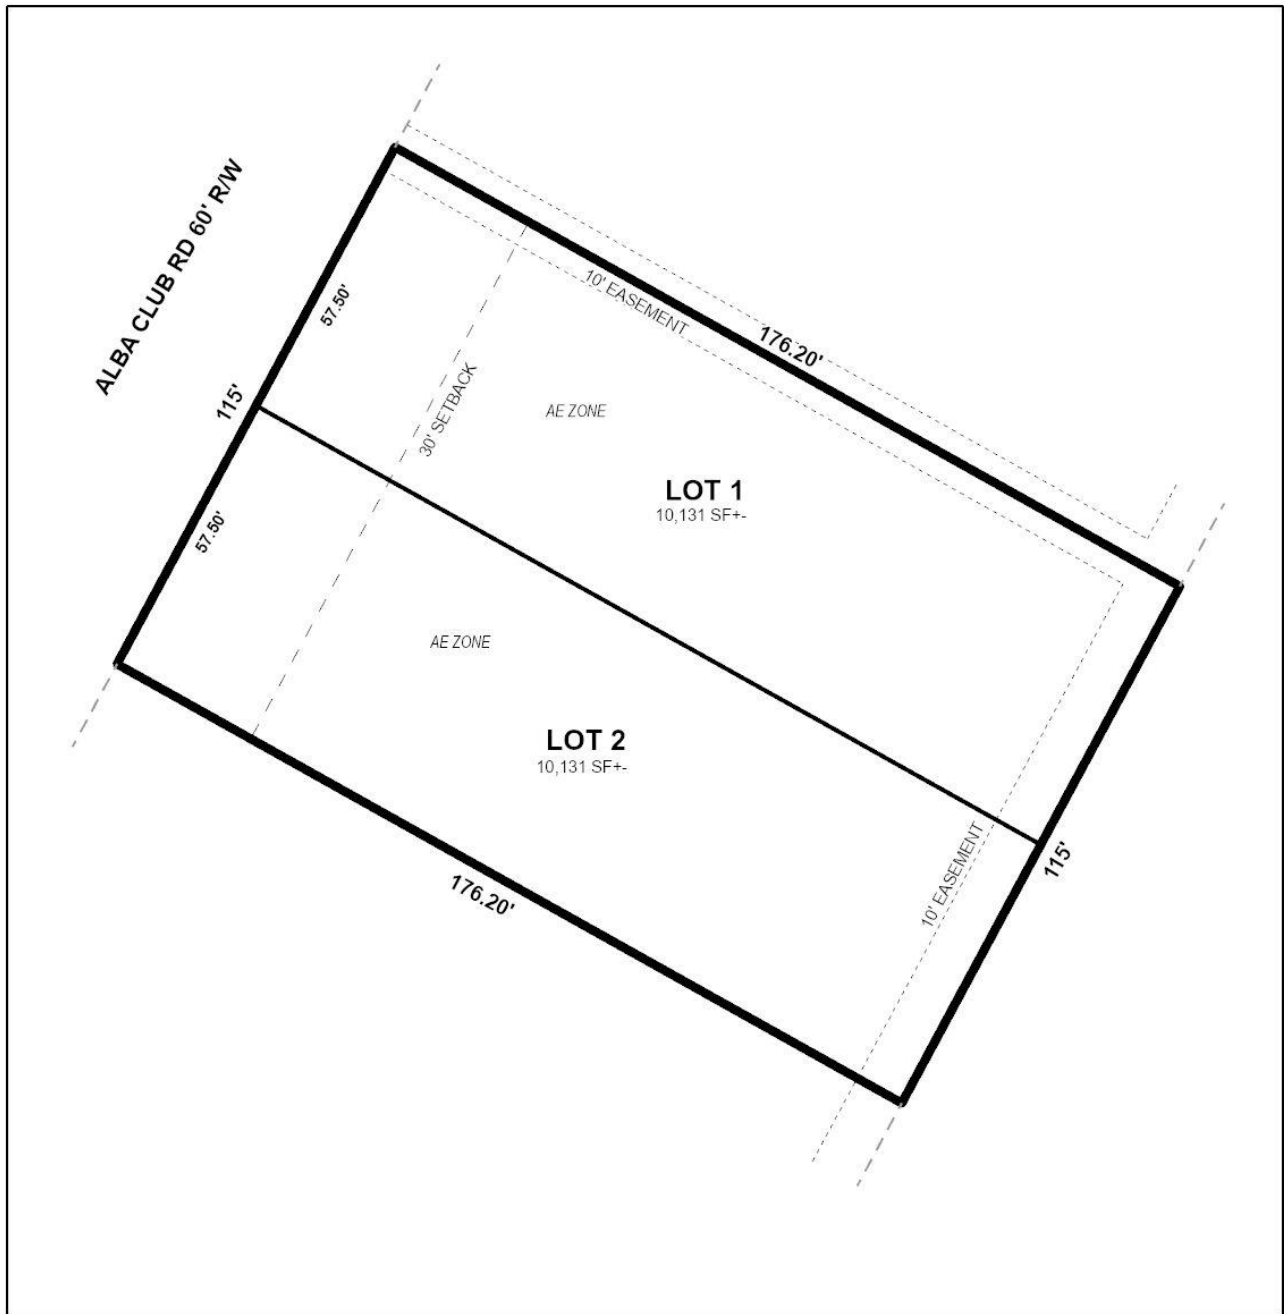 ALBA CLUB RD 60' R/W
57.50'
10' EASEMENT
176.20'
115'
30' SETBACK
AE ZONE
LOT 1
10,131 SF+-
57.50'
AE ZONE
LOT 2
10,131 SF+-
10' EASEMENT
115'
176.20'